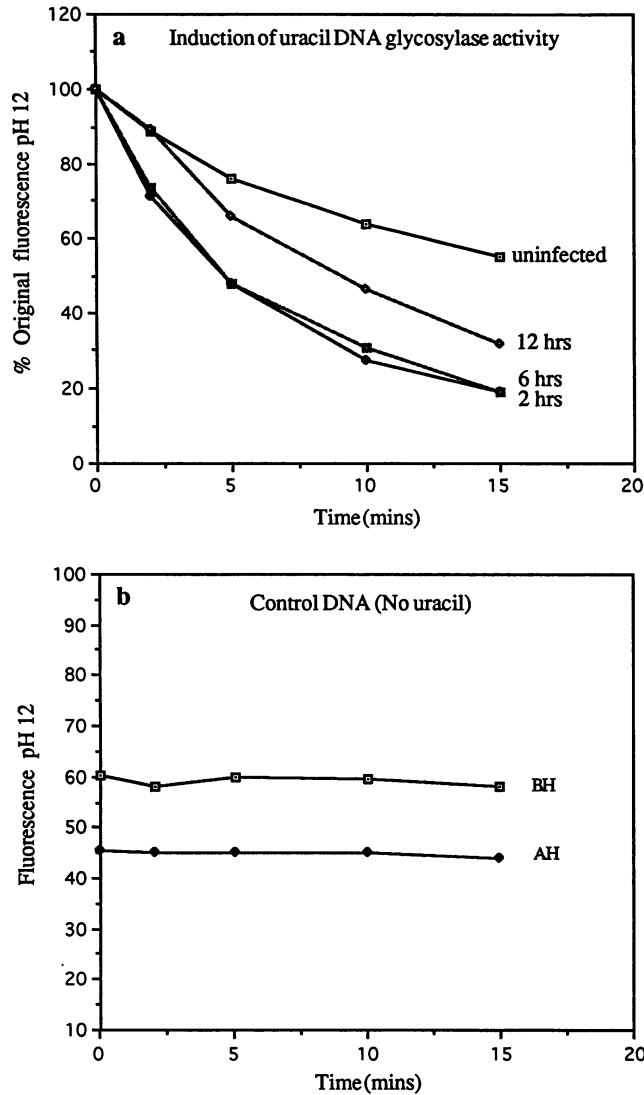 a Induction of uracil DNA glycosylase activity
% Original fluorescence pH 12
120
100
80
60
40
20
0
uninfected
12 hrs
6 hrs
2 hrs
0 5 10 15 20
Time (mins)
b Control DNA (No uracil)
Fluorescence pH 12
100
90
80
70
60
50
40
30
20
10
BH
AH
0 5 10 15 20
Time (mins)